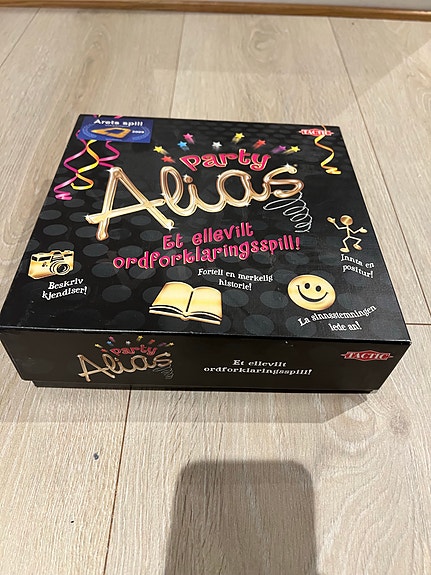 Årets spill
2009
TACTIC
Party
Alias
Et ellevilt
ordforklaringsspill!
Innta en
positur!
Beskriv
kjendiser!
Fortell en merkelig
historie!
La sinnsstemningen
lede an!
Party
Alias
Et ellevilt
ordforklaringsspill!
TACTIC